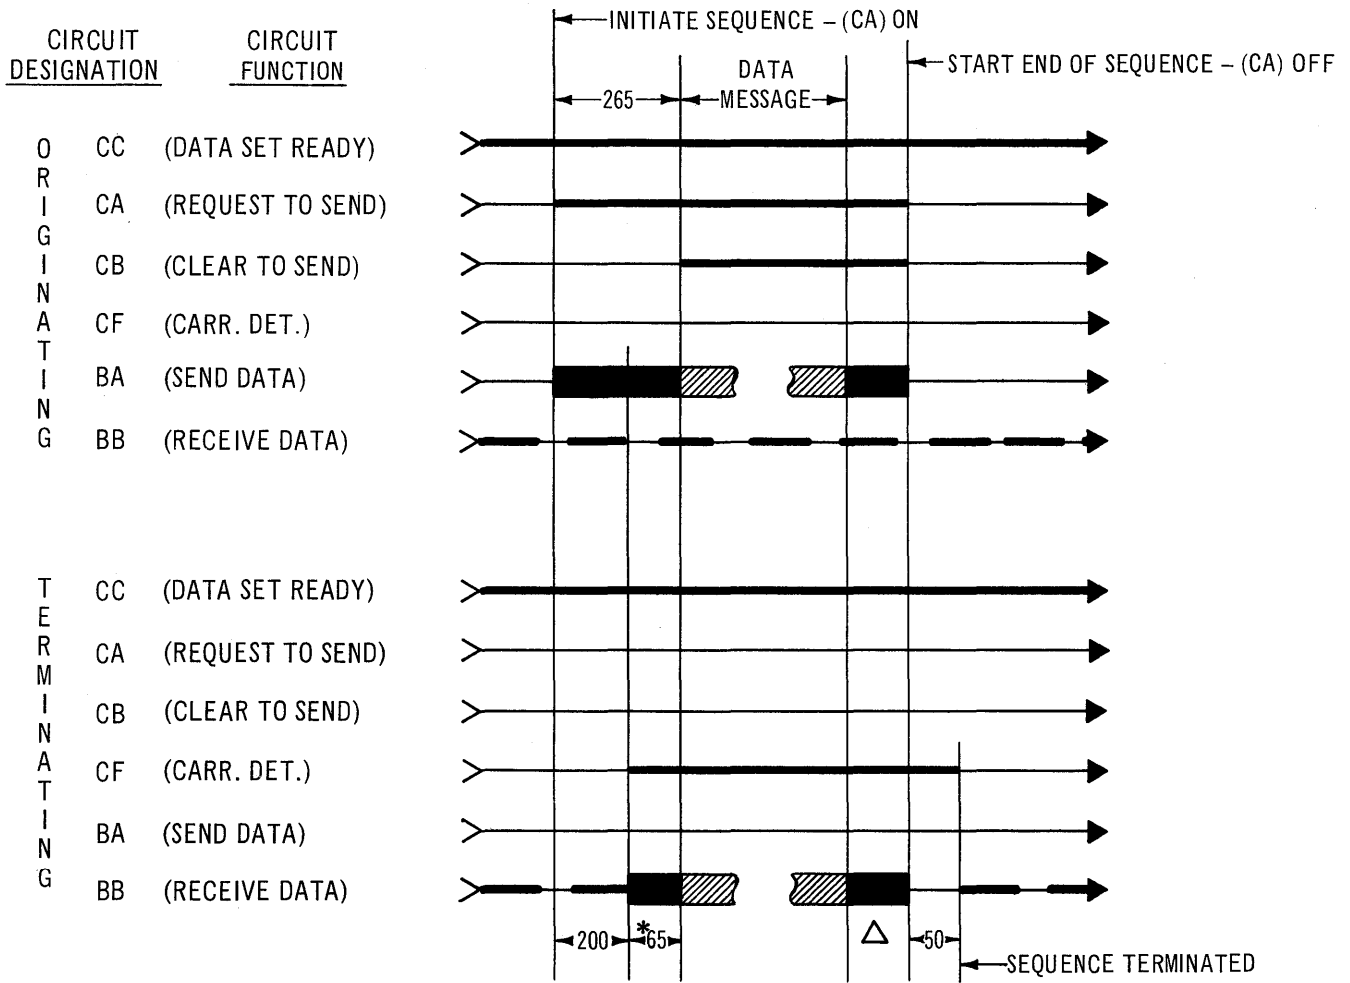 INITIATE SEQUENCE – (CA) ON
CIRCUIT DESIGNATION
CIRCUIT FUNCTION
START END OF SEQUENCE – (CA) OFF
DATA MESSAGE
265
ORIGINATING
CC (DATA SET READY)
CA (REQUEST TO SEND)
CB (CLEAR TO SEND)
CF (CARR. DET.)
BA (SEND DATA)
BB (RECEIVE DATA)
TERMINATING
CC (DATA SET READY)
CA (REQUEST TO SEND)
CB (CLEAR TO SEND)
CF (CARR. DET.)
BA (SEND DATA)
BB (RECEIVE DATA)
200 *65 △ 50
SEQUENCE TERMINATED